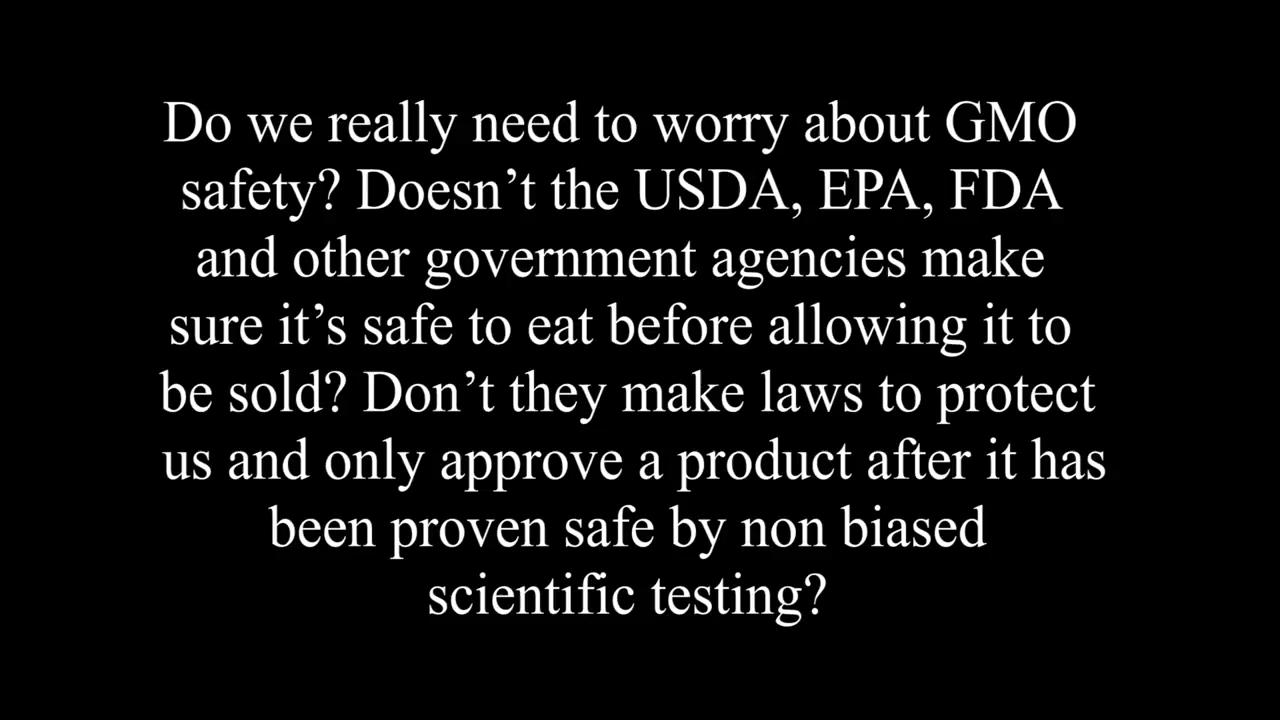 Do we really need to worry about GMO
safety? Doesn’t the USDA, EPA, FDA
and other government agencies make
sure it’s safe to eat before allowing it to
be sold? Don’t they make laws to protect
us and only approve a product after it has
been proven safe by non biased
scientific testing?